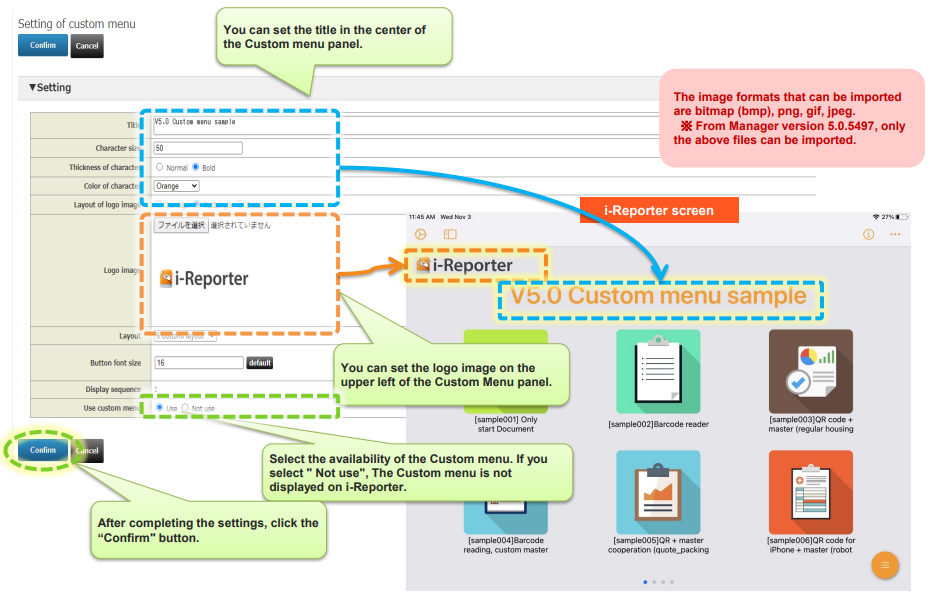 Setting of custom menu
Confirm
Cancel
You can set the title in the center of
the Custom menu panel.
▼Setting
The image formats that can be imported
are bitmap (bmp), png, gif, jpeg.
※ From Manager version 5.0.5497, only
the above files can be imported.
Title
V5.0 Custom menu sample
Character size
50
Thickness of character
Normal
Bold
Color of character
Orange
Layout of logo image
Logo image
ファイルを選択
選択されていません
i-Reporter
Layout
6 buttons layout
Button font size
16
default
Display sequence
Use custom menu
Use
Not use
Confirm
Cancel
i-Reporter screen
11:45 AM Wed Nov 3
27%
i-Reporter
V5.0 Custom menu sample
You can set the logo image on the
upper left of the Custom Menu panel.
[sample001] Only
start Document
[sample002]Barcode reader
[sample003]QR code +
master (regular housing
Select the availability of the Custom menu. If you
select " Not use", The Custom menu is not
displayed on i-Reporter.
[sample004]Barcode
reading, custom master
[sample005]QR + master
cooperation (quote_packing
[sample006]QR code for
iPhone + master (robot
After completing the settings, click the
“Confirm" button.